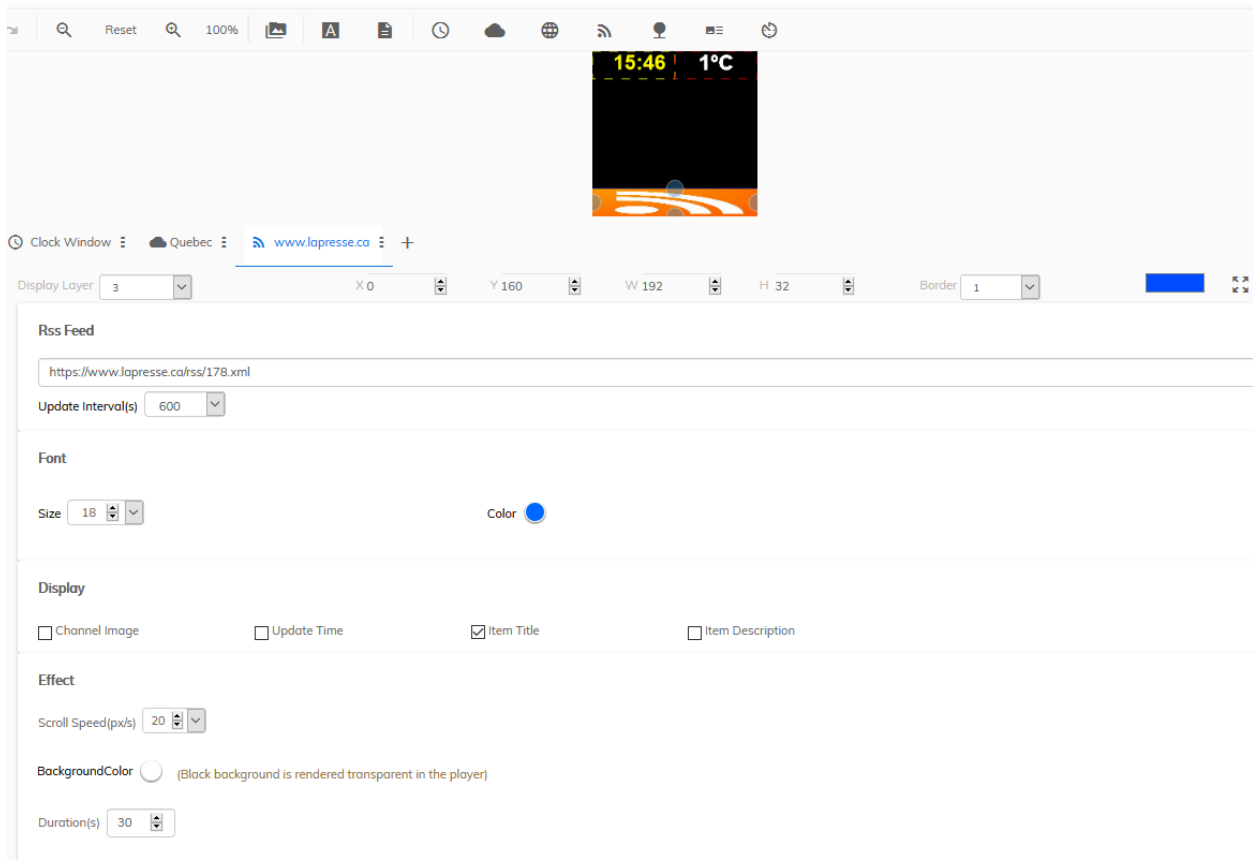 Reset 100% A
15:46 1°C
Clock Window Quebec www.lapresse.ca +
Display Layer 3 X 0 Y 160 W 192 H 32 Border 1
Rss Feed
https://www.lapresse.ca/rss/178.xml
Update Interval(s) 600
Font
Size 18 Color
Display
Channel Image Update Time Item Title Item Description
Effect
Scroll Speed(px/s) 20
BackgroundColor (Black background is rendered transparent in the player)
Duration(s) 30